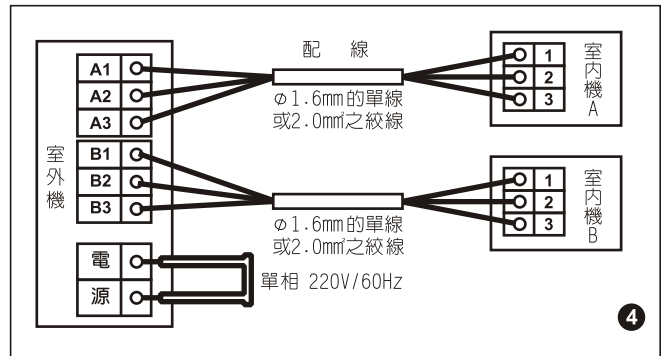 配 線
室外機
A1
A2
A3
B1
B2
B3
電
源
φ1.6mm的單線
或2.0m㎡之絞線
1
2
3
室內機A
φ1.6mm的單線
或2.0m㎡之絞線
1
2
3
室內機B
單相 220V/60Hz
4